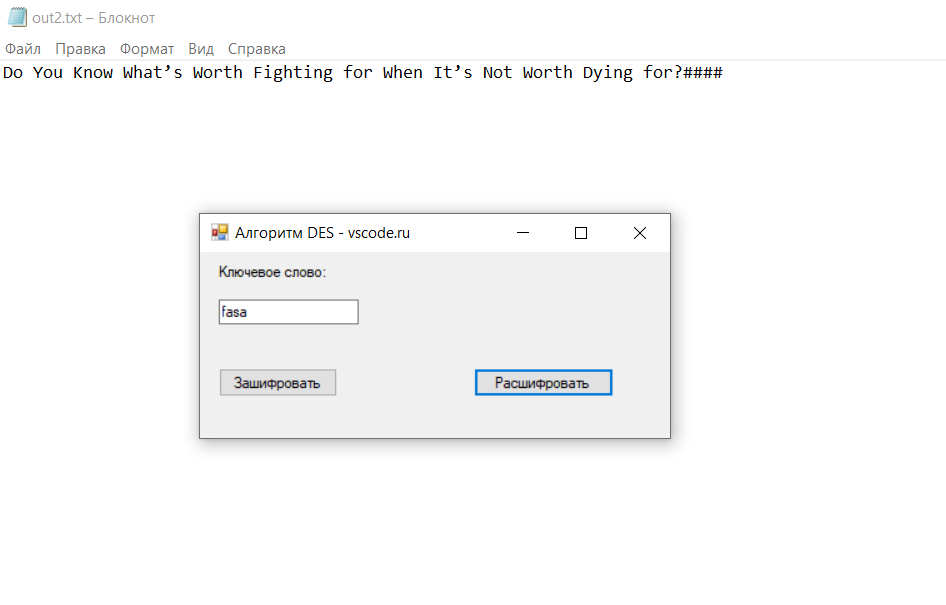 out2.txt – Блокнот
Файл Правка Формат Вид Справка
Do You Know What’s Worth Fighting for When It’s Not Worth Dying for?####
Алгоритм DES - vscode.ru
Ключевое слово:
fasa
Зашифровать Расшифровать